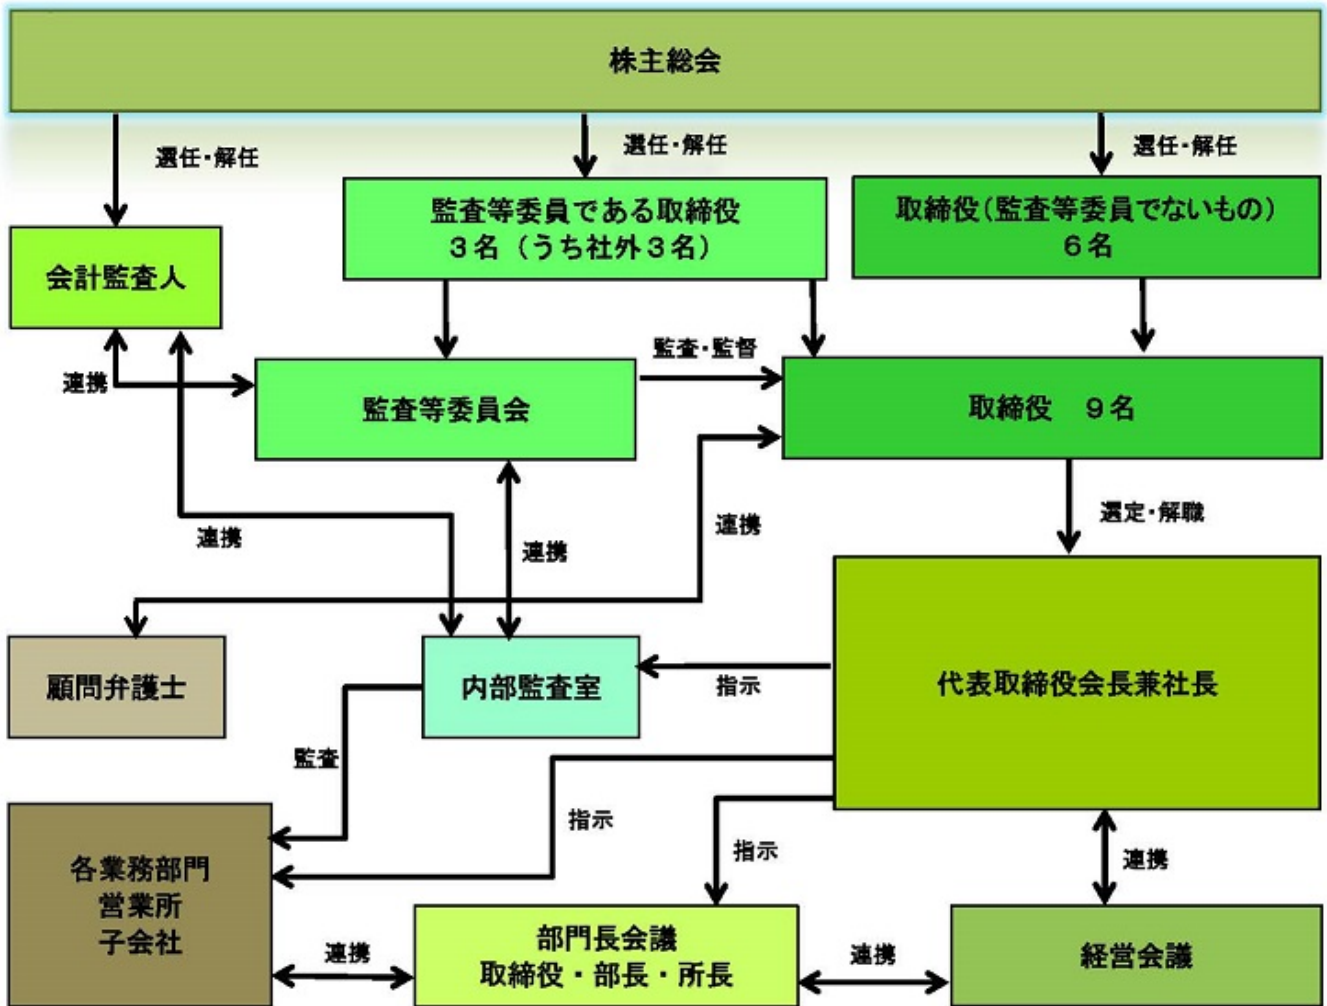 株主総会
選任・解任
選任・解任
選任・解任
監査等委員である取締役
3名（うち社外3名）
取締役（監査等委員でないもの）
6名
会計監査人
連携
監査・監督
監査等委員会
取締役　9名
連携
連携
連携
選定・解職
顧問弁護士
内部監査室
指示
代表取締役会長兼社長
監査
指示
指示
連携
各業務部門
営業所
子会社
連携
部門長会議
取締役・部長・所長
連携
経営会議